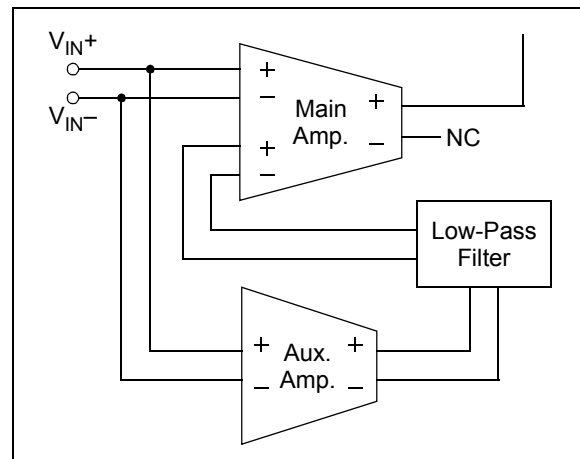 VIN+
VIN–
+
–
+
–
Main
Amp.
+
–
NC
Low-Pass
Filter
+
–
Aux.
Amp.
+
–